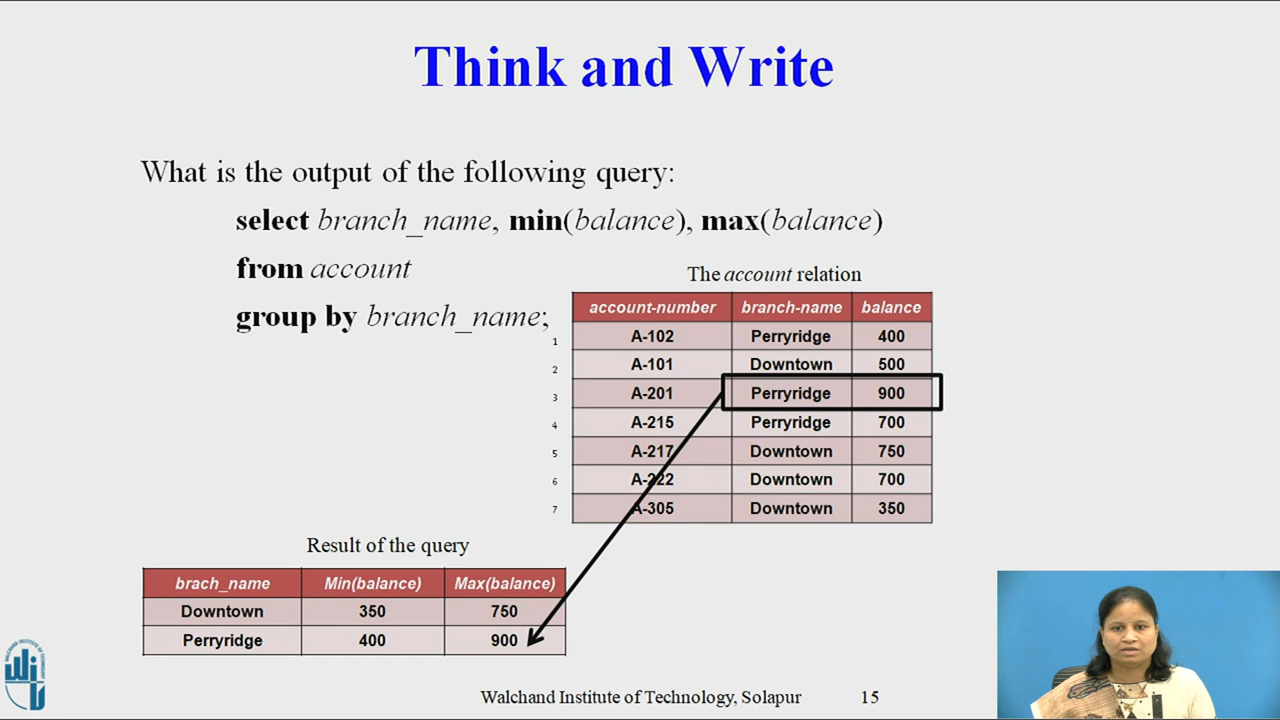 Think and Write
What is the output of the following query:
select branch_name, min(balance), max(balance)
from account
group by branch_name;
The account relation
account-number branch-name balance
1 A-102 Perryridge 400
2 A-101 Downtown 500
3 A-201 Perryridge 900
4 A-215 Perryridge 700
5 A-217 Downtown 750
6 A-222 Downtown 700
7 A-305 Downtown 350
Result of the query
brach_name Min(balance) Max(balance)
Downtown 350 750
Perryridge 400 900
Walchand Institute of Technology, Solapur 15